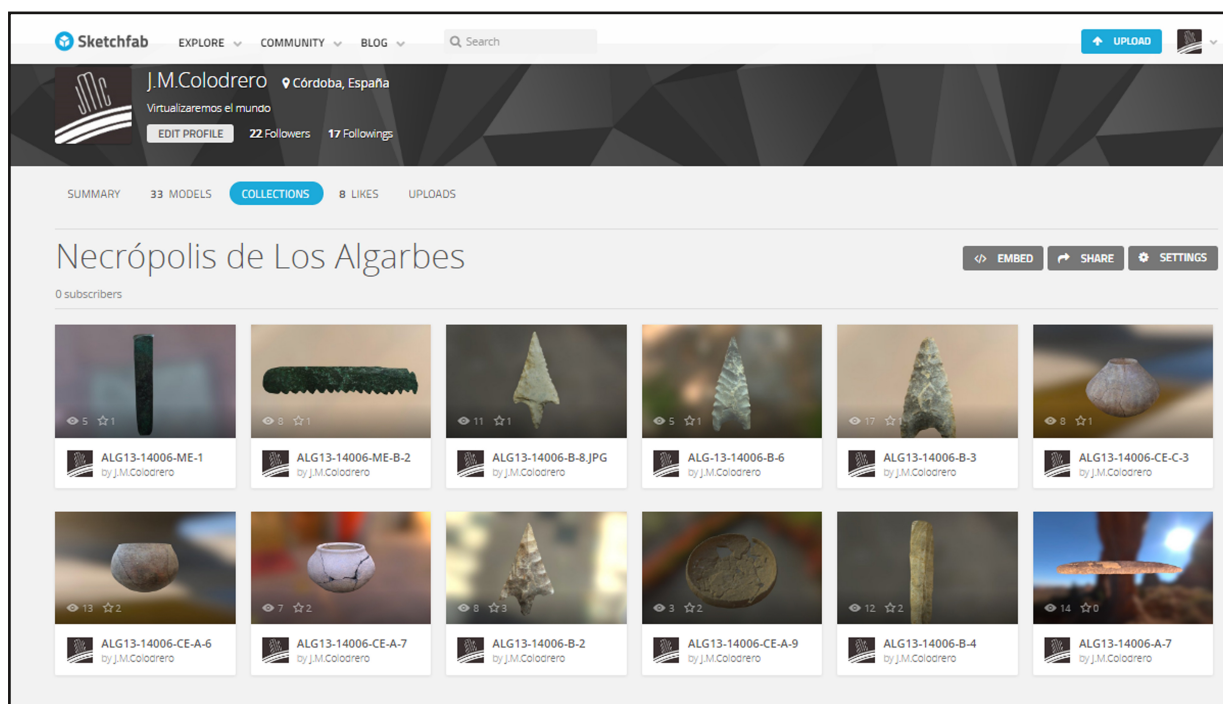 Sketchfab EXPLORE COMMUNITY BLOG Search UPLOAD
J.M.Colodrero Córdoba, España
Virtualizaremos el mundo
EDIT PROFILE 22 Followers 17 Followings
SUMMARY 33 MODELS COLLECTIONS 8 LIKES UPLOADS
Necrópolis de Los Algarbes
</> EMBED SHARE SETTINGS
0 subscribers
5 1 8 1 11 1 5 1 17 1 8 1
ALG13-14006-ME-1 ALG13-14006-ME-B-2 ALG13-14006-B-8.JPG ALG-13-14006-B-6 ALG13-14006-B-3 ALG13-14006-CE-C-3
by J.M.Colodrero by J.M.Colodrero by J.M.Colodrero by J.M.Colodrero by J.M.Colodrero by J.M.Colodrero
13 2 7 2 8 3 3 2 12 2 14 0
ALG13-14006-CE-A-6 ALG13-14006-CE-A-7 ALG13-14006-B-2 ALG13-14006-CE-A-9 ALG13-14006-B-4 ALG13-14006-A-7
by J.M.Colodrero by J.M.Colodrero by J.M.Colodrero by J.M.Colodrero by J.M.Colodrero by J.M.Colodrero